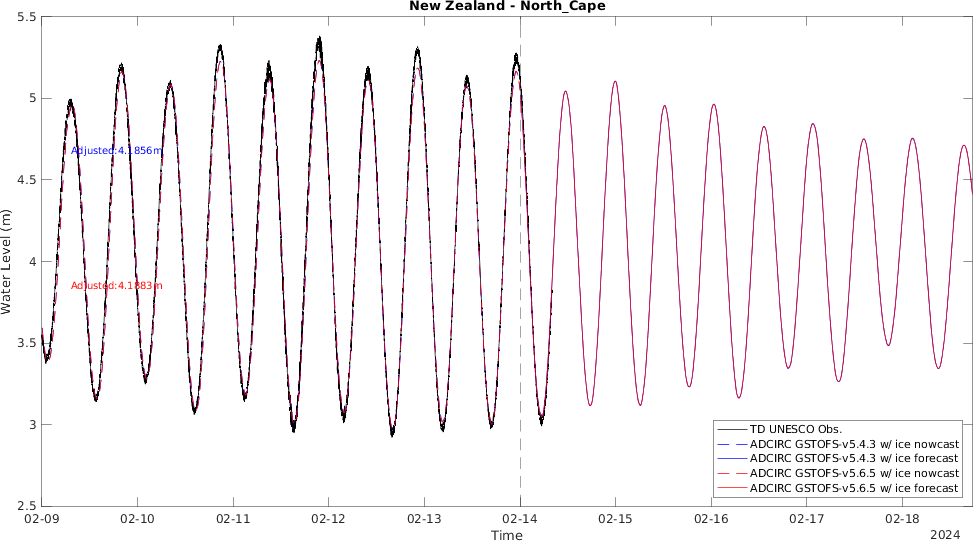 New Zealand - North_Cape
5.5
5
4.5
4
3.5
3
2.5
Water Level (m)
Adjusted:4.1856m
Adjusted:4.1883m
TD UNESCO Obs.
ADCIRC GSTOFS-v5.4.3 w/ ice nowcast
ADCIRC GSTOFS-v5.4.3 w/ ice forecast
ADCIRC GSTOFS-v5.6.5 w/ ice nowcast
ADCIRC GSTOFS-v5.6.5 w/ ice forecast
02-09 02-10 02-11 02-12 02-13 02-14 02-15 02-16 02-17 02-18
Time
2024